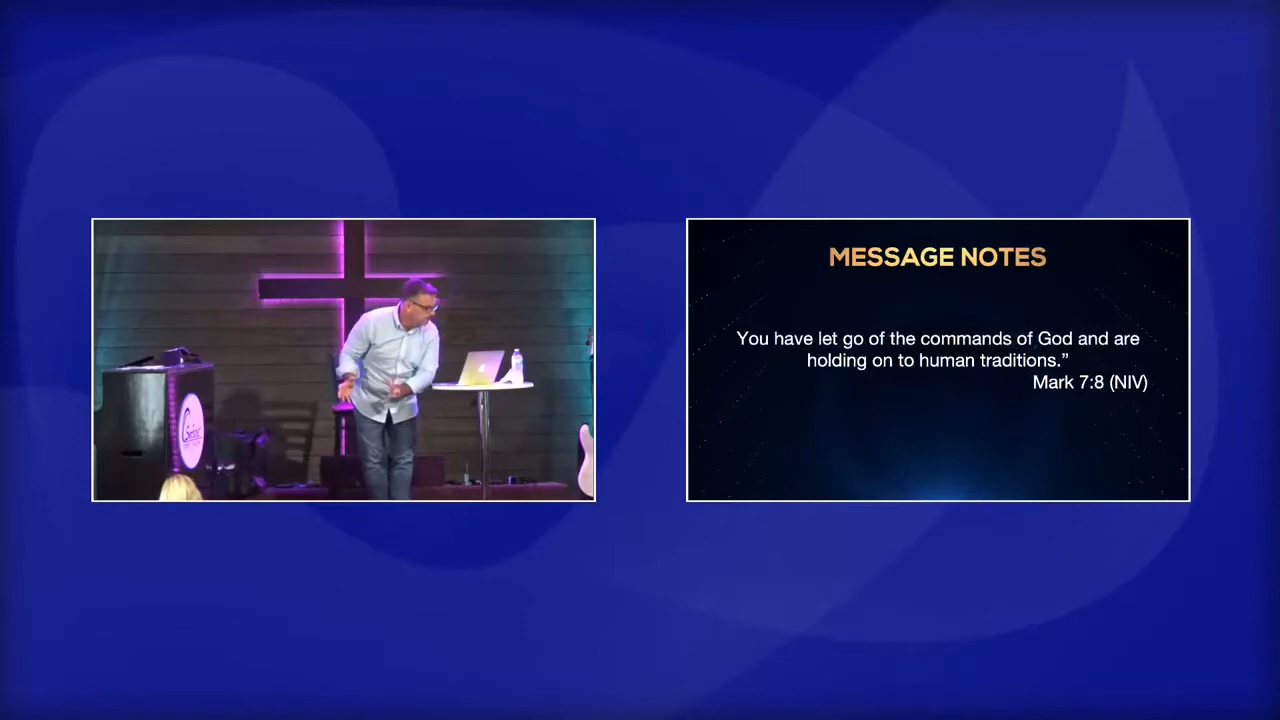 MESSAGE NOTES
You have let go of the commands of God and are
holding on to human traditions.”
Mark 7:8 (NIV)